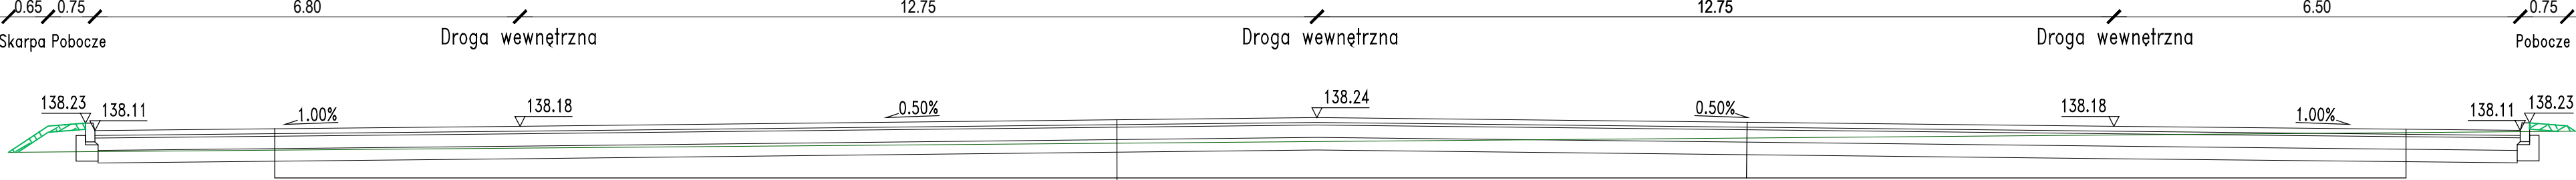 0.65 0.75 6.80 12.75 12.75 6.50 0.75
Skarpa Pobocze Droga wewnętrzna Droga wewnętrzna Droga wewnętrzna Pobocze
138.23 138.11 1.00% 138.18 0.50% 138.24 0.50% 138.18 1.00% 138.11 138.23